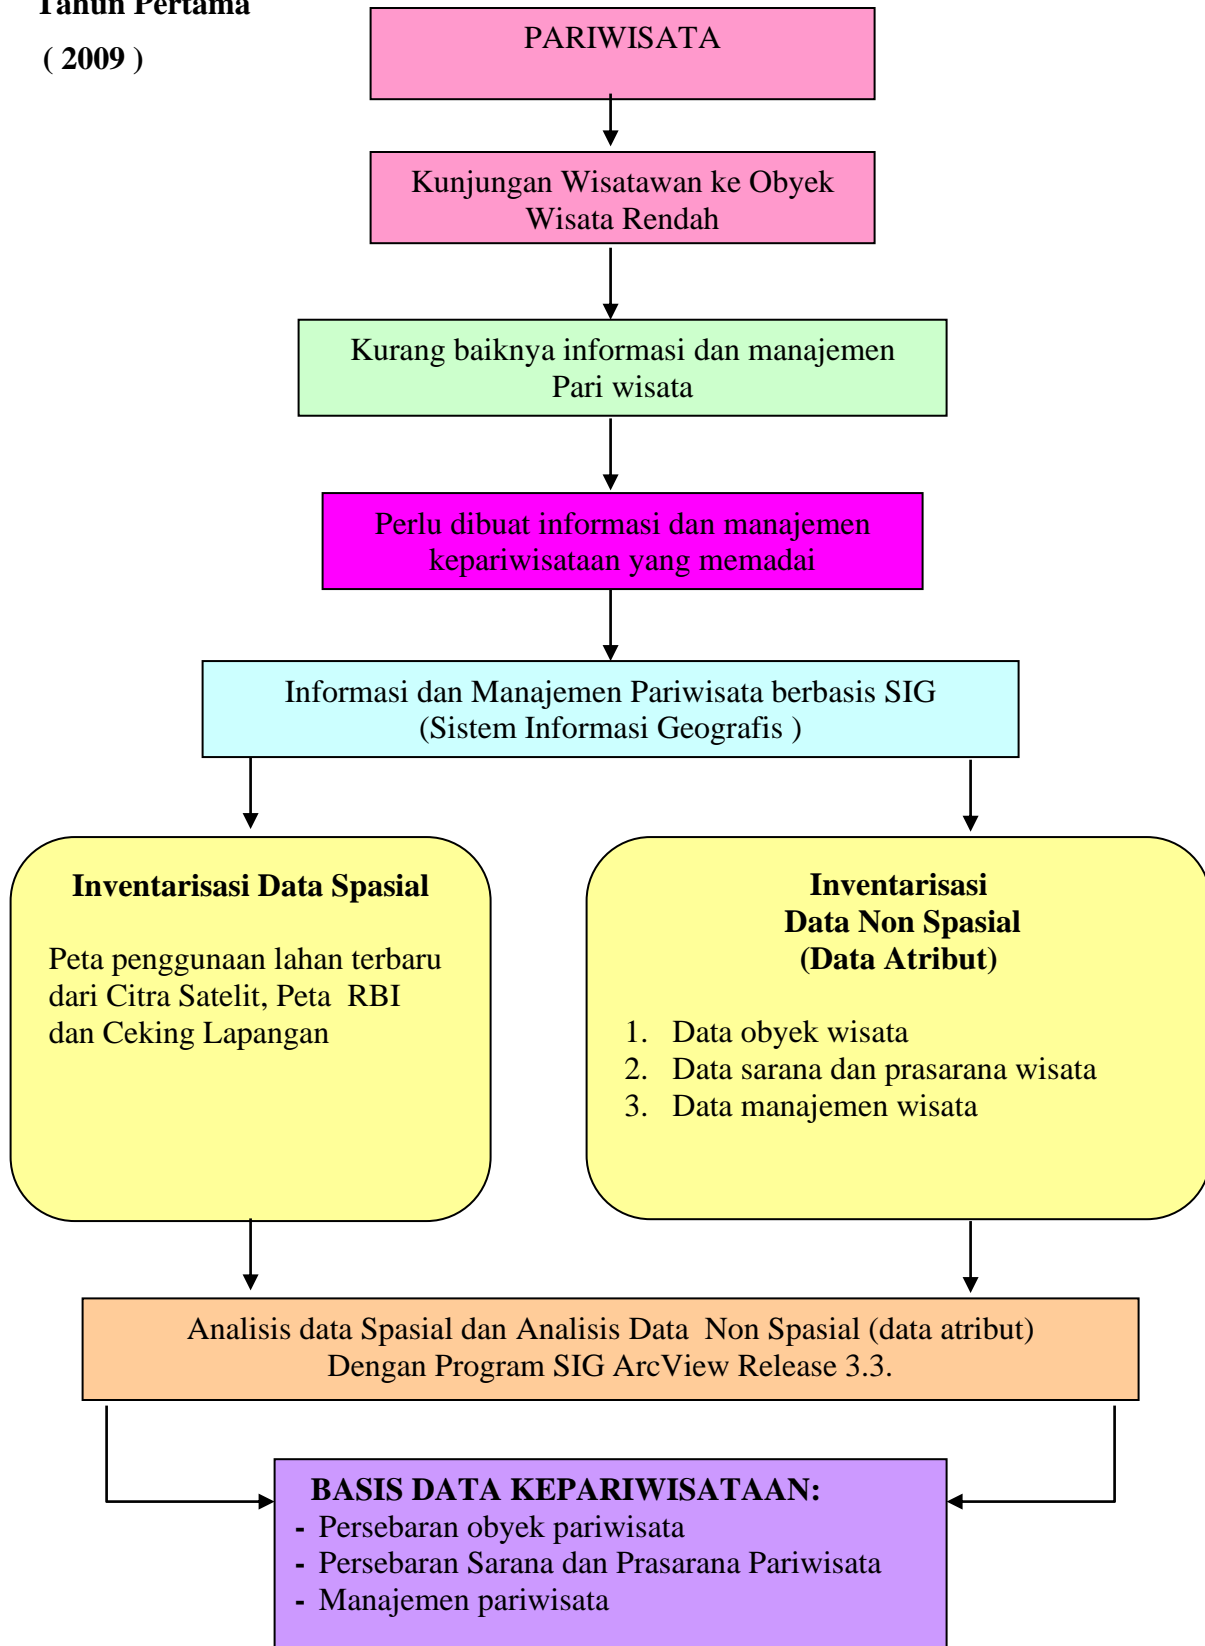 Tahun Pertama
( 2009 )
PARIWISATA
Kunjungan Wisatawan ke Obyek
Wisata Rendah
Kurang baiknya informasi dan manajemen
Pari wisata
Perlu dibuat informasi dan manajemen
kepariwisataan yang memadai
Informasi dan Manajemen Pariwisata berbasis SIG
(Sistem Informasi Geografis )
Inventarisasi Data Spasial
Peta penggunaan lahan terbaru
dari Citra Satelit, Peta  RBI
dan Ceking Lapangan
Inventarisasi
Data Non Spasial
(Data Atribut)
1. Data obyek wisata
2. Data sarana dan prasarana wisata
3. Data manajemen wisata
Analisis data Spasial dan Analisis Data  Non Spasial (data atribut)
Dengan Program SIG ArcView Release 3.3.
BASIS DATA KEPARIWISATAAN:
- Persebaran obyek pariwisata
- Persebaran Sarana dan Prasarana Pariwisata
- Manajemen pariwisata